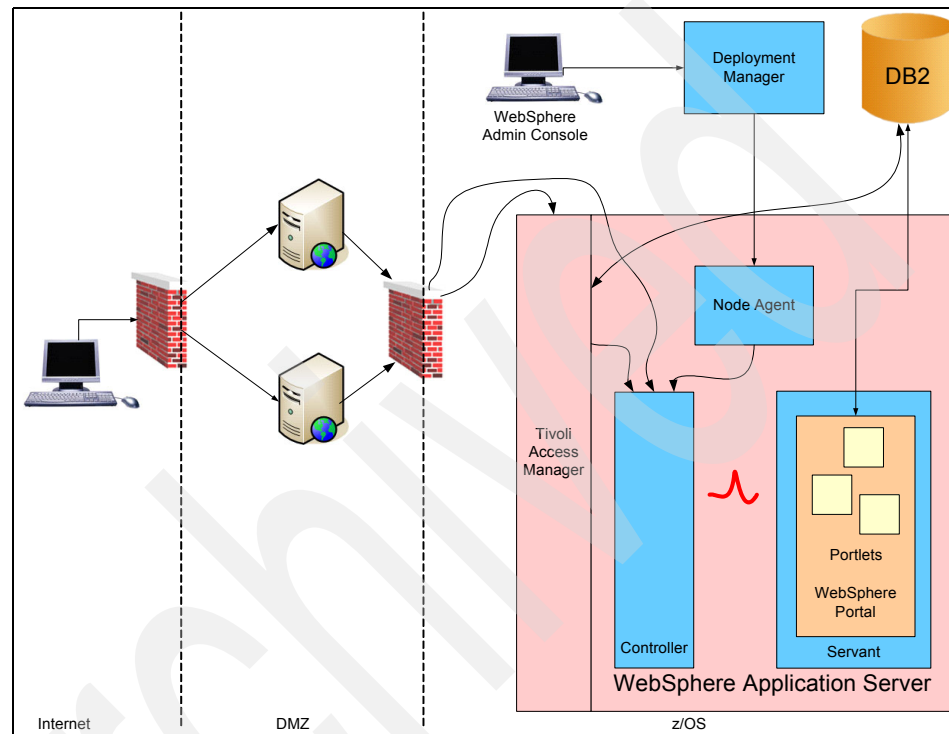 Deployment
Manager
DB2
WebSphere
Admin Console
Node Agent
Tivoli
Access
Manager
Portlets
WebSphere
Portal
Controller
Servant
WebSphere Application Server
Internet
DMZ
z/OS